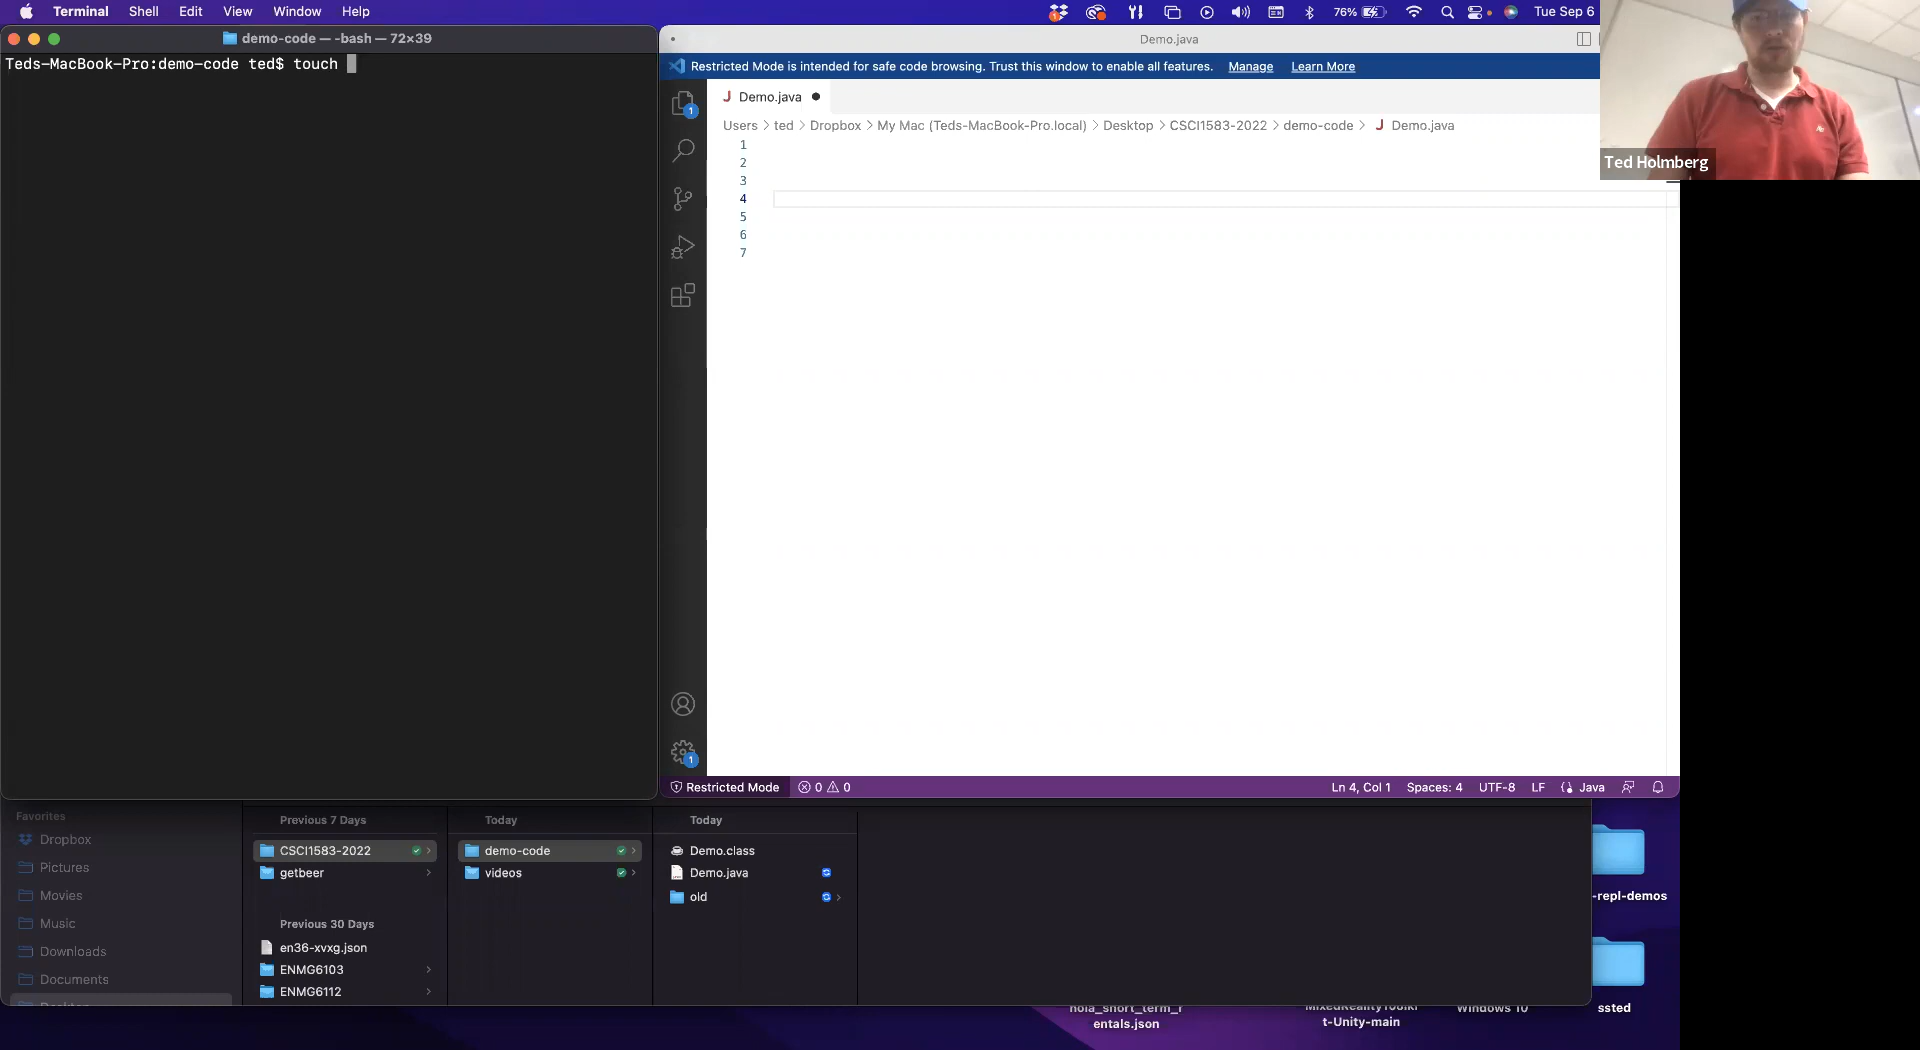 Terminal Shell Edit View Window Help 76% Tue Sep 6
demo-code — -bash — 72×39
Teds-MacBook-Pro:demo-code ted$ touch
Demo.java
Restricted Mode is intended for safe code browsing. Trust this window to enable all features. Manage Learn More
Demo.java
Users > ted > Dropbox > My Mac (Teds-MacBook-Pro.local) > Desktop > CSCI1583-2022 > demo-code > J Demo.java
1
2
3
4
5
6
7
1
1
Ted Holmberg
Restricted Mode 0 0 Ln 4, Col 1 Spaces: 4 UTF-8 LF Java
Favorites
Dropbox
Pictures
Movies
Music
Downloads
Documents
Previous 7 Days
CSCI1583-2022
getbeer
Previous 30 Days
en36-xvxg.json
ENMG6103
ENMG6112
Today
demo-code
videos
Today
Demo.class
Demo.java
old
-repl-demos
ssted
nola_short_term_r
entals.json
MixedRealityToolki
t-Unity-main
Windows 10